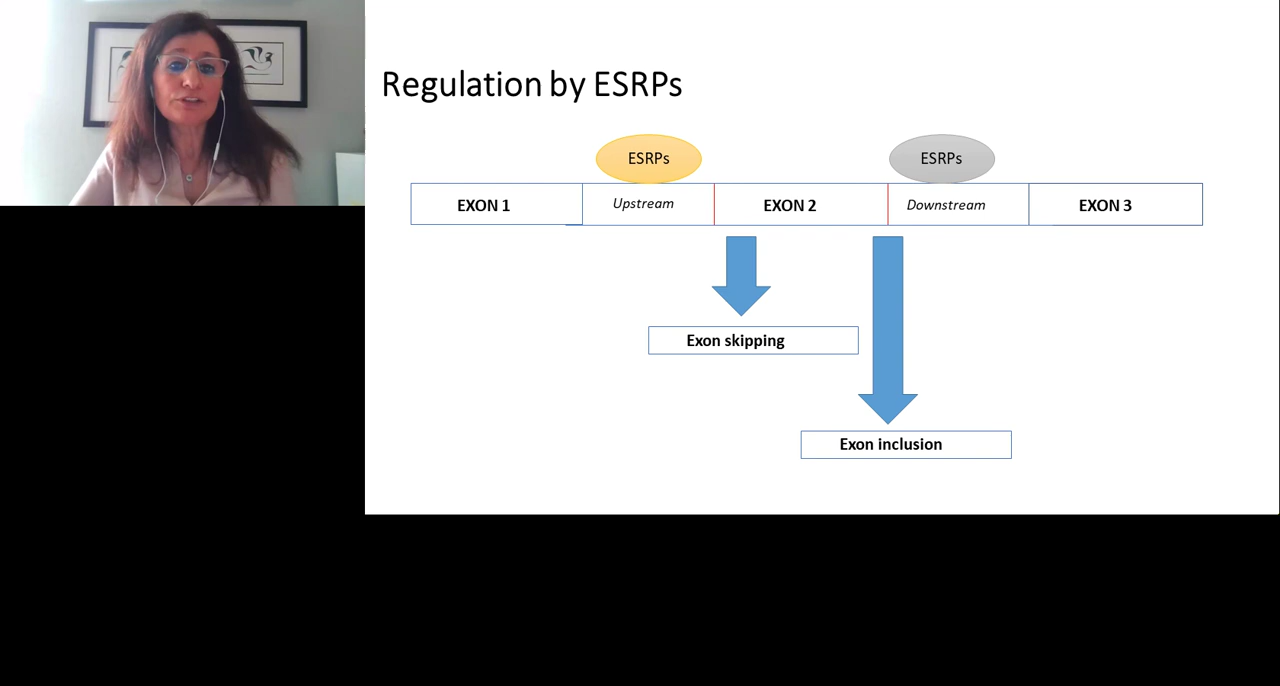 Regulation by ESRPs
ESRPs
ESRPs
EXON 1
Upstream
EXON 2
Downstream
EXON 3
Exon skipping
Exon inclusion